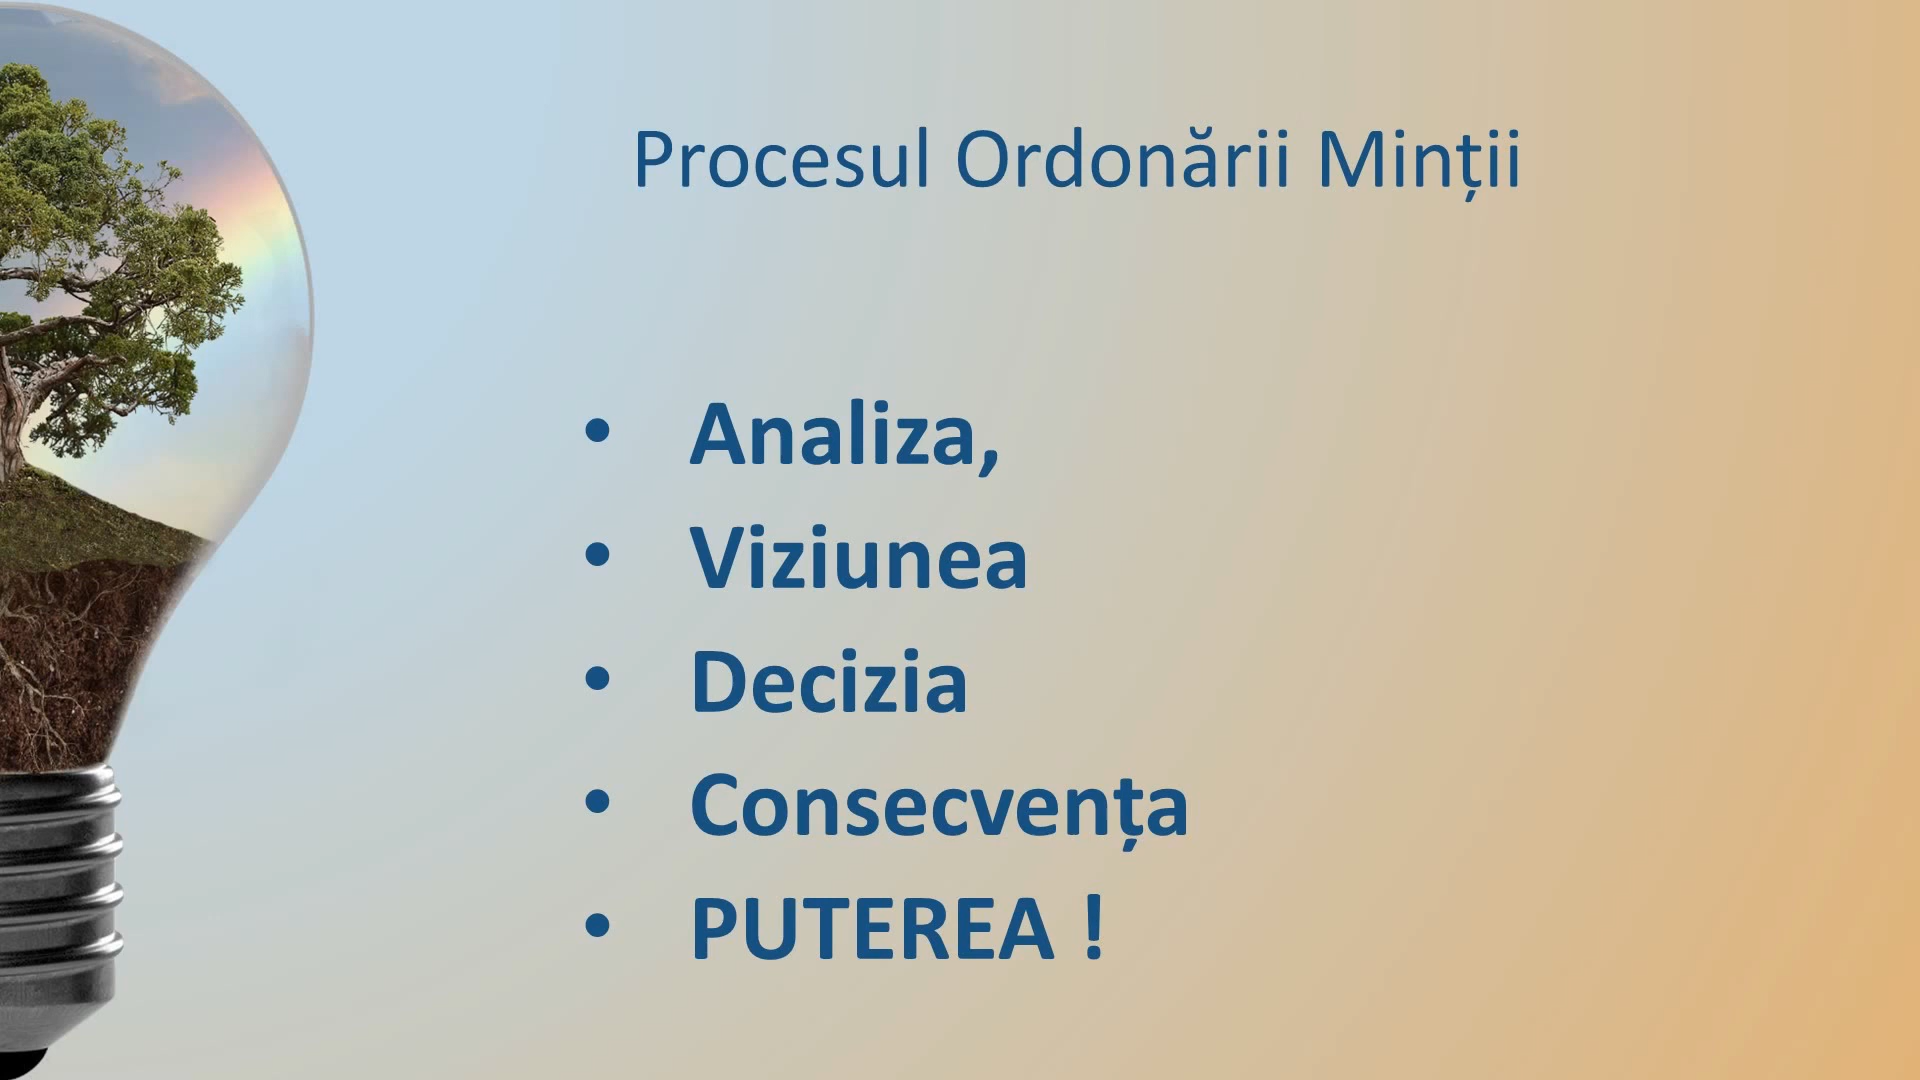 Procesul Ordonării Minții
• Analiza,
• Viziunea
• Decizia
• Consecvența
• PUTEREA !